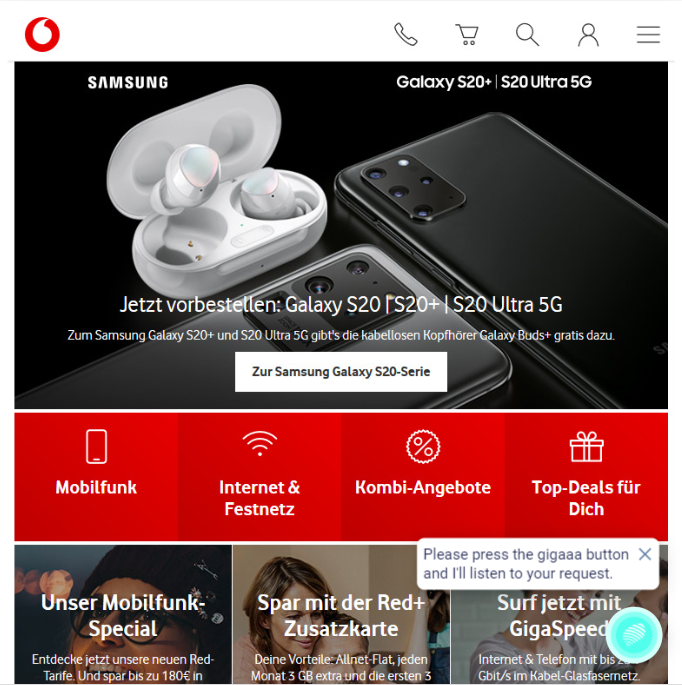 SAMSUNG
Galaxy S20+ | S20 Ultra 5G
Jetzt vorbestellen: Galaxy S20 | S20+ | S20 Ultra 5G
Zum Samsung Galaxy S20+ und S20 Ultra 5G gibt's die kabellosen Kopfhörer Galaxy Buds+ gratis dazu.
Zur Samsung Galaxy S20-Serie
Mobilfunk
Internet &
Festnetz
Kombi-Angebote
Top-Deals für
Dich
Please press the gigaaa button
and I'll listen to your request.
Unser Mobilfunk-
Special
Entdecke jetzt unsere neuen Red-
Tarife. Und spar bis zu 180€ in
Spar mit der Red+
Zusatzkarte
Deine Vorteile: Allnet-Flat, jeden
Monat 3 GB extra und die ersten 3
Surf jetzt mit
GigaSpeed
Internet & Telefon mit bis zu
Gbit/s im Kabel-Glasfasernetz.